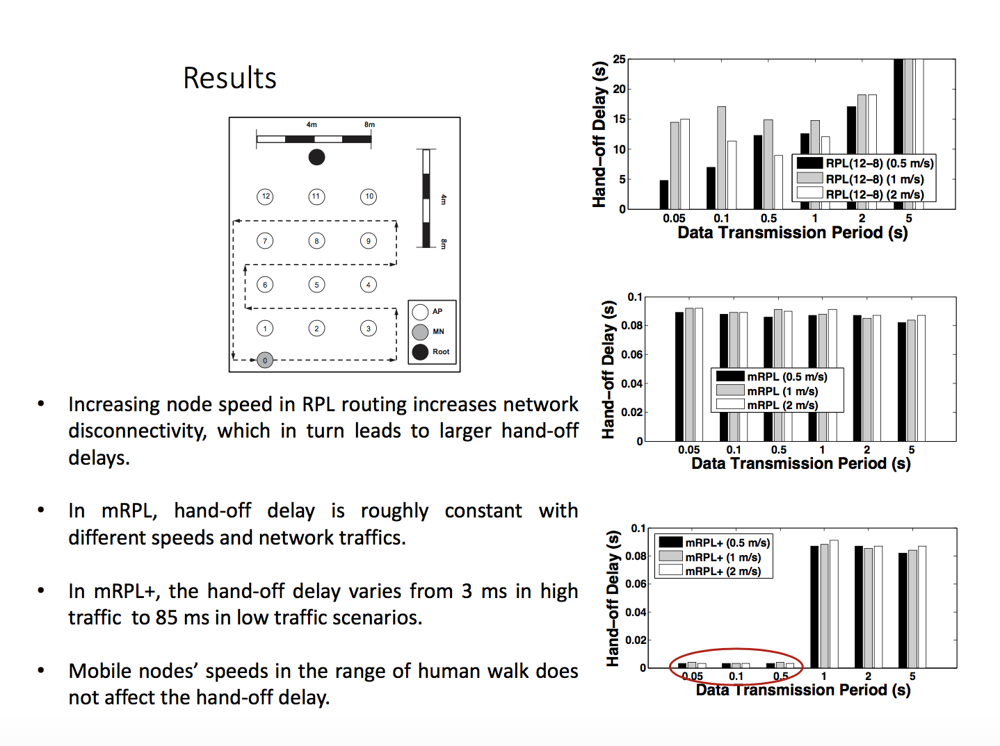 Results
4m 8m
12 11 10
4m
7 8 9
8m
6 5 4
AP
1 2 3
MN
Root
0
• Increasing node speed in RPL routing increases network
disconnectivity, which in turn leads to larger hand-off
delays.
• In mRPL, hand-off delay is roughly constant with
different speeds and network traffics.
• In mRPL+, the hand-off delay varies from 3 ms in high
traffic to 85 ms in low traffic scenarios.
• Mobile nodes’ speeds in the range of human walk does
not affect the hand-off delay.
Hand-off Delay (s)
25
20
15
10
5
0
RPL(12-8) (0.5 m/s)
RPL(12-8) (1 m/s)
RPL(12-8) (2 m/s)
0.05 0.1 0.5 1 2 5
Data Transmission Period (s)
Hand-off Delay (s)
0.1
0.08
0.06
0.04
0.02
0
mRPL (0.5 m/s)
mRPL (1 m/s)
mRPL (2 m/s)
0.05 0.1 0.5 1 2 5
Data Transmission Period (s)
Hand-off Delay (s)
0.1
0.08
0.06
0.04
0.02
0
mRPL+ (0.5 m/s)
mRPL+ (1 m/s)
mRPL+ (2 m/s)
0.05 0.1 0.5 1 2 5
Data Transmission Period (s)